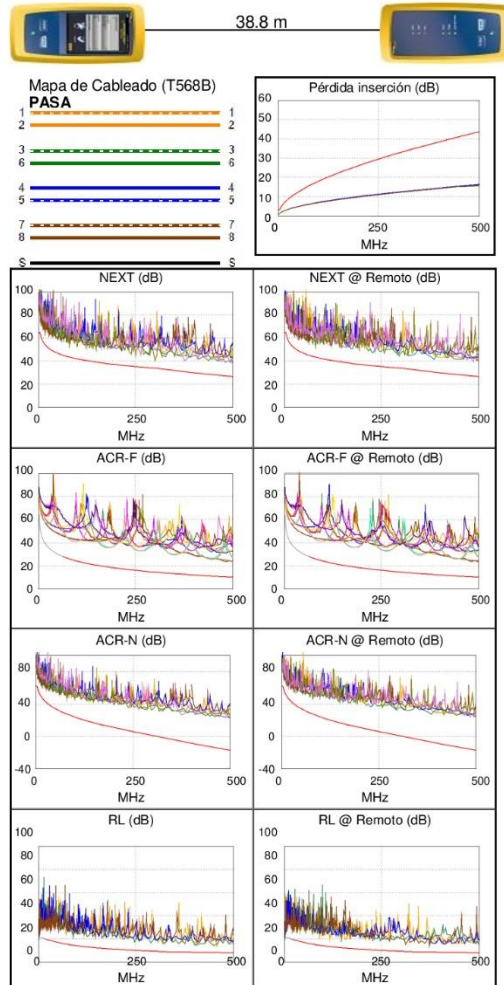 38.8 m
Mapa de Cableado (T568B)
PASA
1 1
2 2
3 3
6 6
4 4
5 5
7 7
8 8
S S
Pérdida inserción (dB)
60
50
40
30
20
10
0
0 250 500
MHz
NEXT (dB)
100
80
60
40
20
0
0 250 500
MHz
NEXT @ Remoto (dB)
100
80
60
40
20
0
0 250 500
MHz
ACR-F (dB)
100
80
60
40
20
0
0 250 500
MHz
ACR-F @ Remoto (dB)
100
80
60
40
20
0
0 250 500
MHz
ACR-N (dB)
80
40
0
-40
0 250 500
MHz
ACR-N @ Remoto (dB)
80
40
0
-40
0 250 500
MHz
RL (dB)
100
80
60
40
20
0
0 250 500
MHz
RL @ Remoto (dB)
100
80
60
40
20
0
0 250 500
MHz